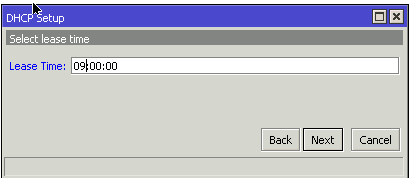 DHCP Setup
Select lease time
Lease Time: 09:00:00
Back Next Cancel